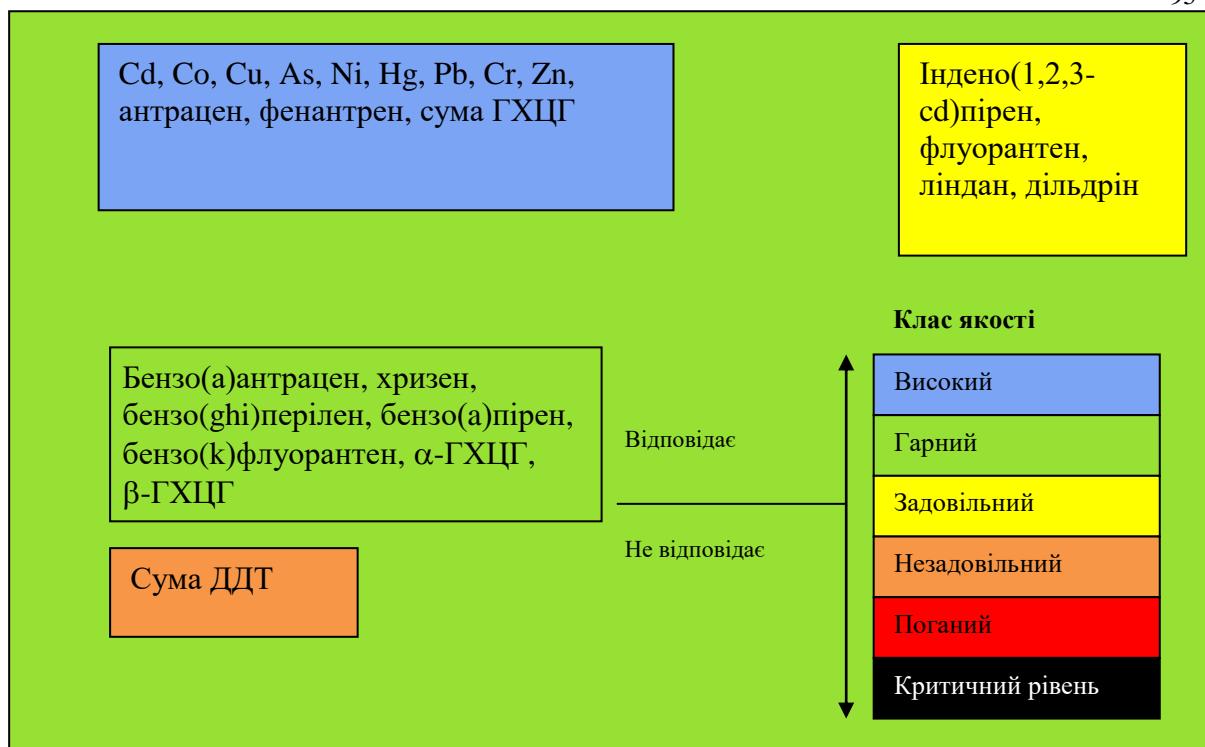 Cd, Co, Cu, As, Ni, Hg, Pb, Cr, Zn,
антрацен, фенантрен, сума ГХЦГ
Індено(1,2,3-
cd)пірен,
флуорантен,
ліндан, дільдрін
Бензо(а)антрацен, хризен,
бензо(ghi)перілен, бензо(а)пірен,
бензо(k)флуорантен, α-ГХЦГ,
β-ГХЦГ
Сума ДДТ
Відповідає
Не відповідає
Клас якості
Високий
Гарний
Задовільний
Незадовільний
Поганий
Критичний рівень